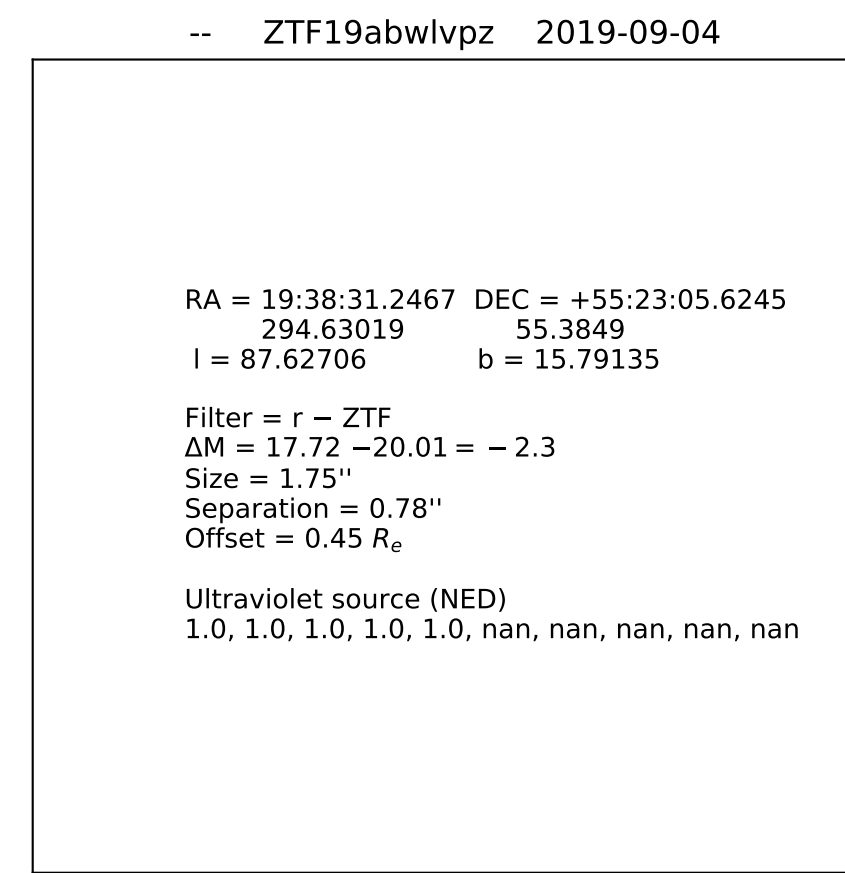 -- ZTF19abwlvpz 2019-09-04
RA = 19:38:31.2467 DEC = +55:23:05.6245
294.63019 55.3849
l = 87.62706 b = 15.79135
Filter = r − ZTF
ΔM = 17.72 −20.01 = − 2.3
Size = 1.75''
Separation = 0.78''
Offset = 0.45 Re
Ultraviolet source (NED)
1.0, 1.0, 1.0, 1.0, 1.0, nan, nan, nan, nan, nan